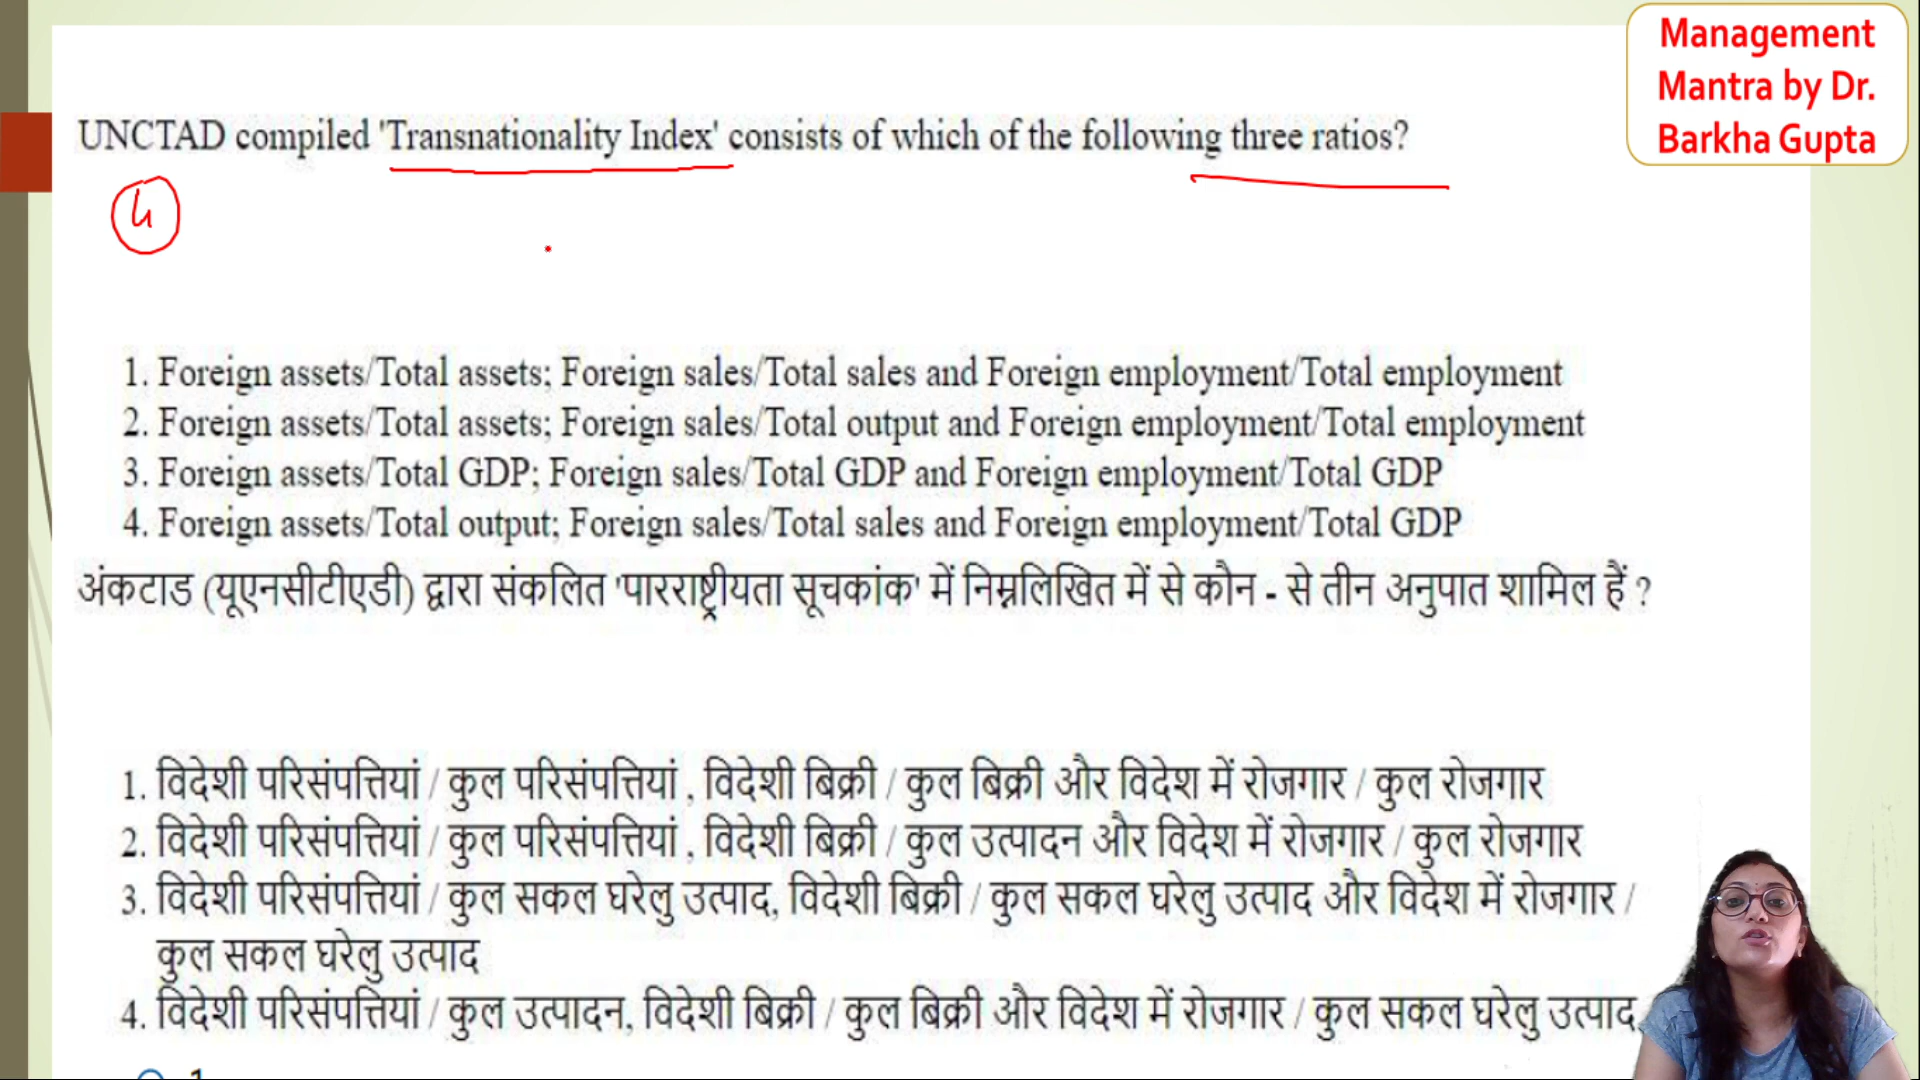 Management
Mantra by Dr.
Barkha Gupta
UNCTAD compiled 'Transnationality Index' consists of which of the following three ratios?
4
1. Foreign assets/Total assets; Foreign sales/Total sales and Foreign employment/Total employment
2. Foreign assets/Total assets; Foreign sales/Total output and Foreign employment/Total employment
3. Foreign assets/Total GDP; Foreign sales/Total GDP and Foreign employment/Total GDP
4. Foreign assets/Total output; Foreign sales/Total sales and Foreign employment/Total GDP
अंकटाड (यूएनसीटीएडी) द्वारा संकलित 'पारराष्ट्रीयता सूचकांक' में निम्नलिखित में से कौन - से तीन अनुपात शामिल हैं ?
1. विदेशी परिसंपत्तियां / कुल परिसंपत्तियां , विदेशी बिक्री / कुल बिक्री और विदेश में रोजगार / कुल रोजगार
2. विदेशी परिसंपत्तियां / कुल परिसंपत्तियां , विदेशी बिक्री / कुल उत्पादन और विदेश में रोजगार / कुल रोजगार
3. विदेशी परिसंपत्तियां / कुल सकल घरेलु उत्पाद, विदेशी बिक्री / कुल सकल घरेलु उत्पाद और विदेश में रोजगार /
कुल सकल घरेलु उत्पाद
4. विदेशी परिसंपत्तियां / कुल उत्पादन, विदेशी बिक्री / कुल बिक्री और विदेश में रोजगार / कुल सकल घरेलु उत्पाद
1